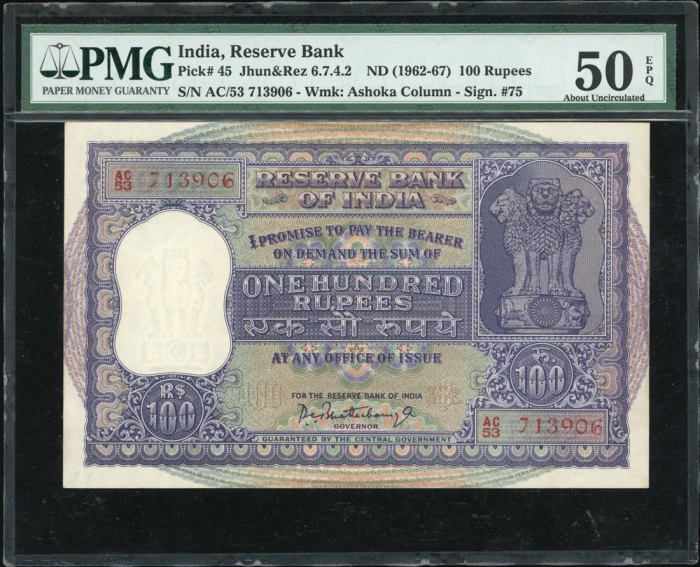 PMG
PAPER MONEY GUARANTY
India, Reserve Bank
Pick# 45 Jhun&Rez 6.7.4.2 ND (1962-67) 100 Rupees
S/N AC/53 713906 - Wmk: Ashoka Column - Sign. #75
50 EPQ
About Uncirculated
AC/53 713906
RESERVE BANK
OF INDIA
I PROMISE TO PAY THE BEARER
ON DEMAND THE SUM OF
ONE HUNDRED
RUPEES
एक सौ रुपये
AT ANY OFFICE OF ISSUE
FOR THE RESERVE BANK OF INDIA
GOVERNOR.
GUARANTEED BY THE CENTRAL GOVERNMENT
RS
100
रु.
100
AC/53 713906